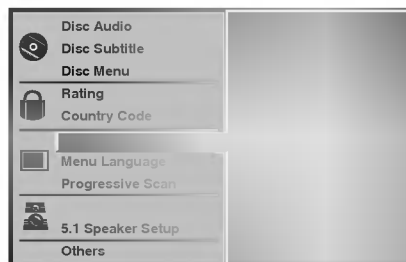 Disc Audio
Disc Subtitle
Disc Menu
Rating
Country Code
Menu Language
Progressive Scan
5.1 Speaker Setup
Others